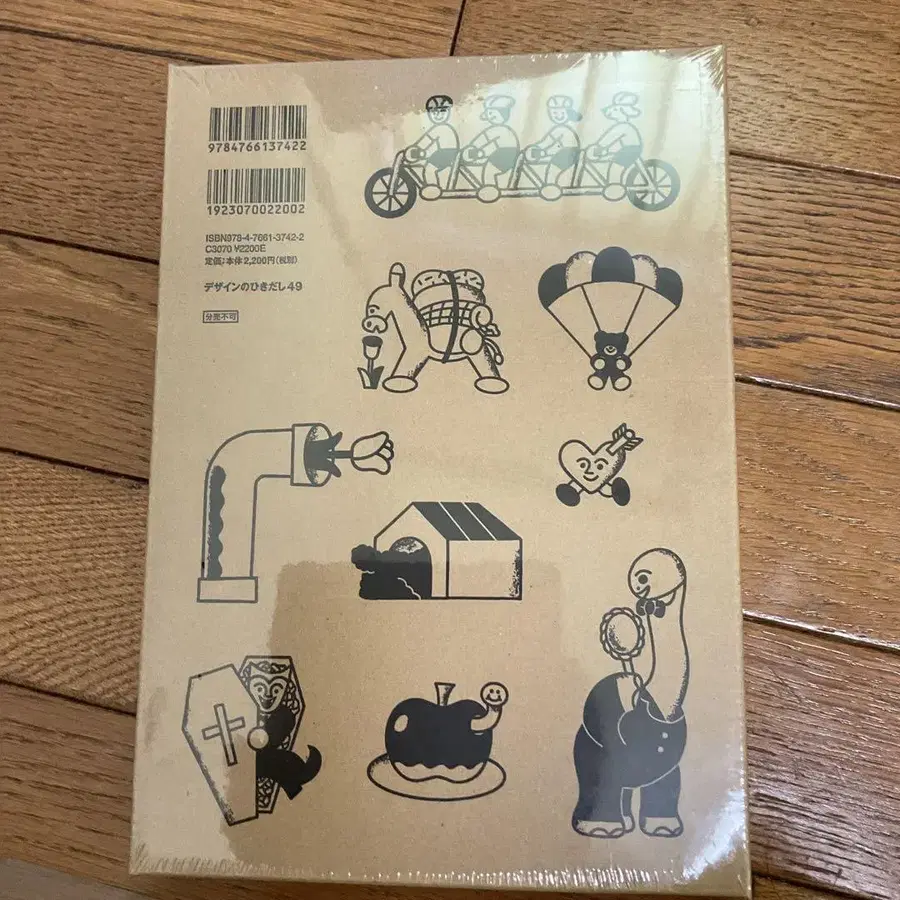 9784766137422
1923070022002
ISBN978-4-7661-3742-2
C3070 ¥2200E
定価:本体2,200円(税別)
デザインのひきだし49
分売不可